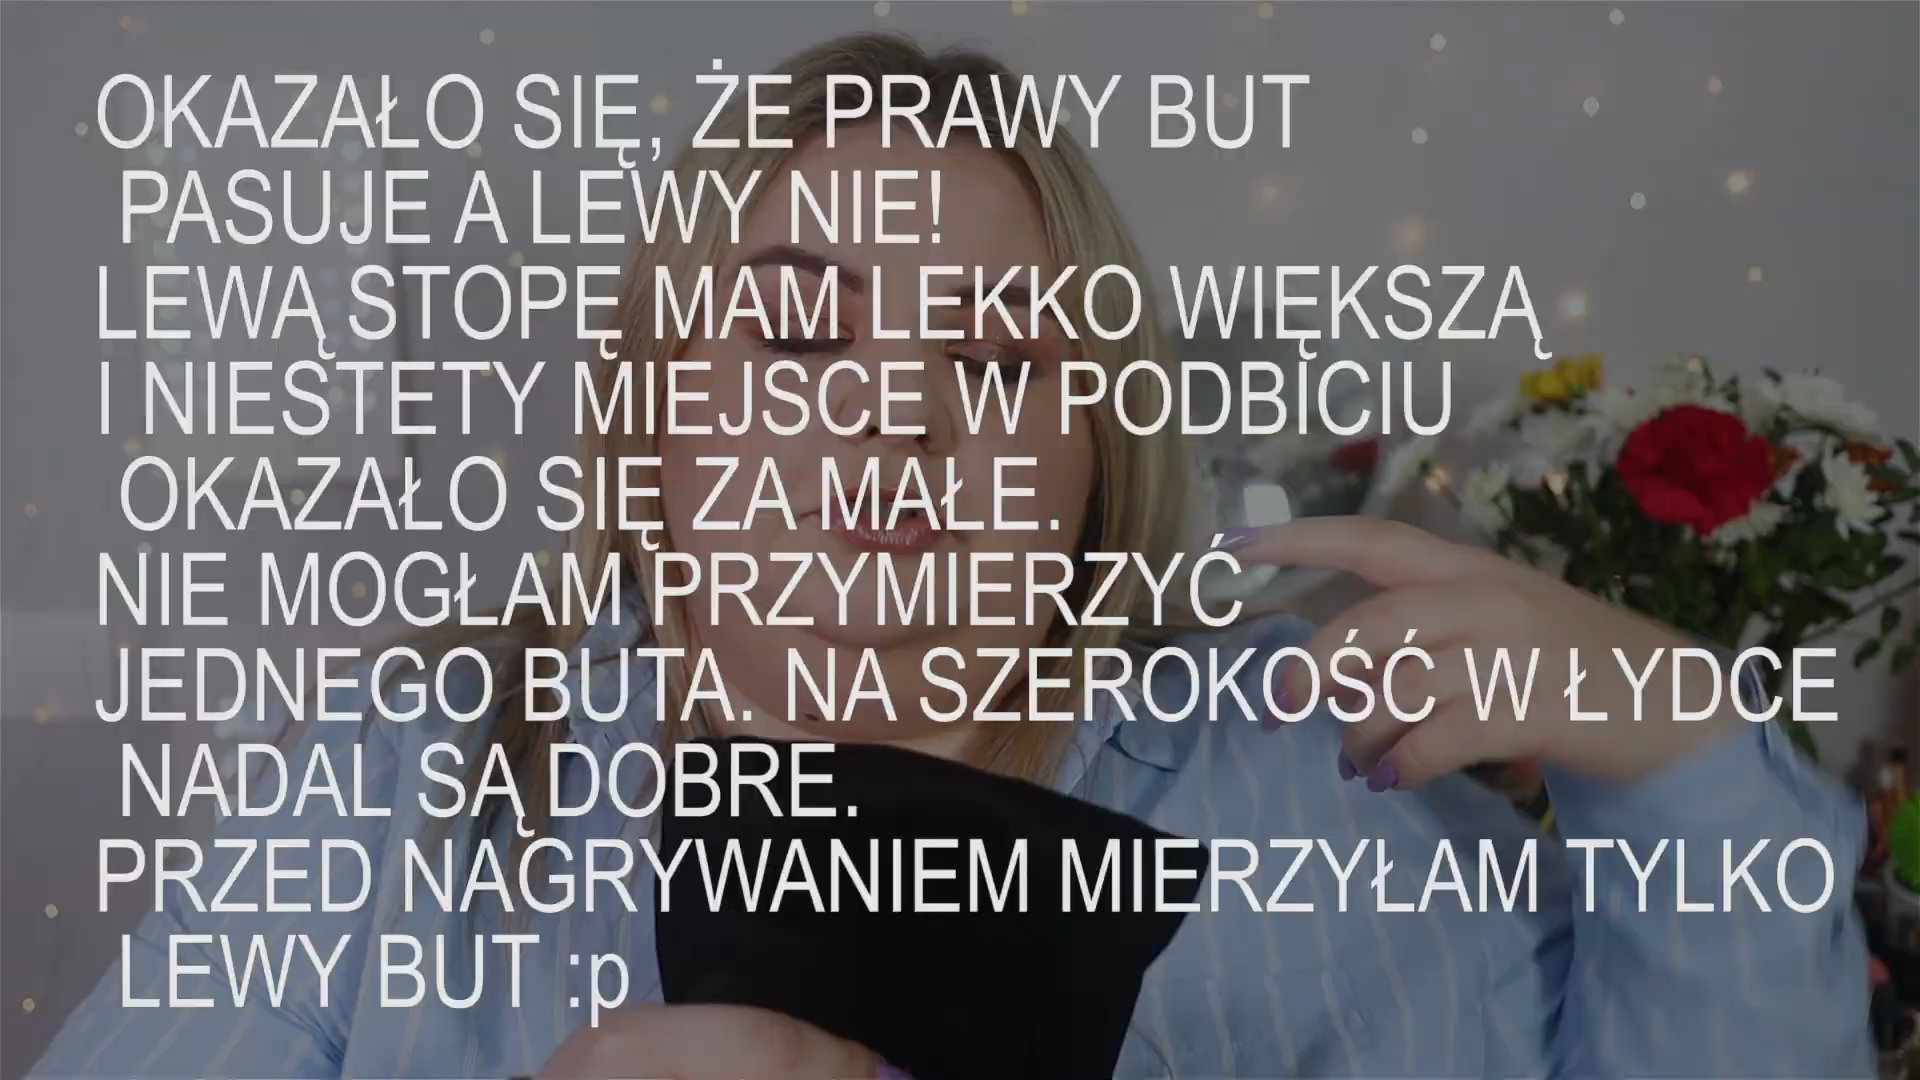 OKAZAŁO SIĘ, ŻE PRAWY BUT
PASUJE A LEWY NIE!
LEWĄ STOPĘ MAM LEKKO WIĘKSZĄ
I NIESTETY MIEJSCE W PODBICIU
OKAZAŁO SIĘ ZA MAŁE.
NIE MOGŁAM PRZYMIERZYĆ
JEDNEGO BUTA. NA SZEROKOŚĆ W ŁYDCE
NADAL SĄ DOBRE.
PRZED NAGRYWANIEM MIERZYŁAM TYLKO
LEWY BUT :p